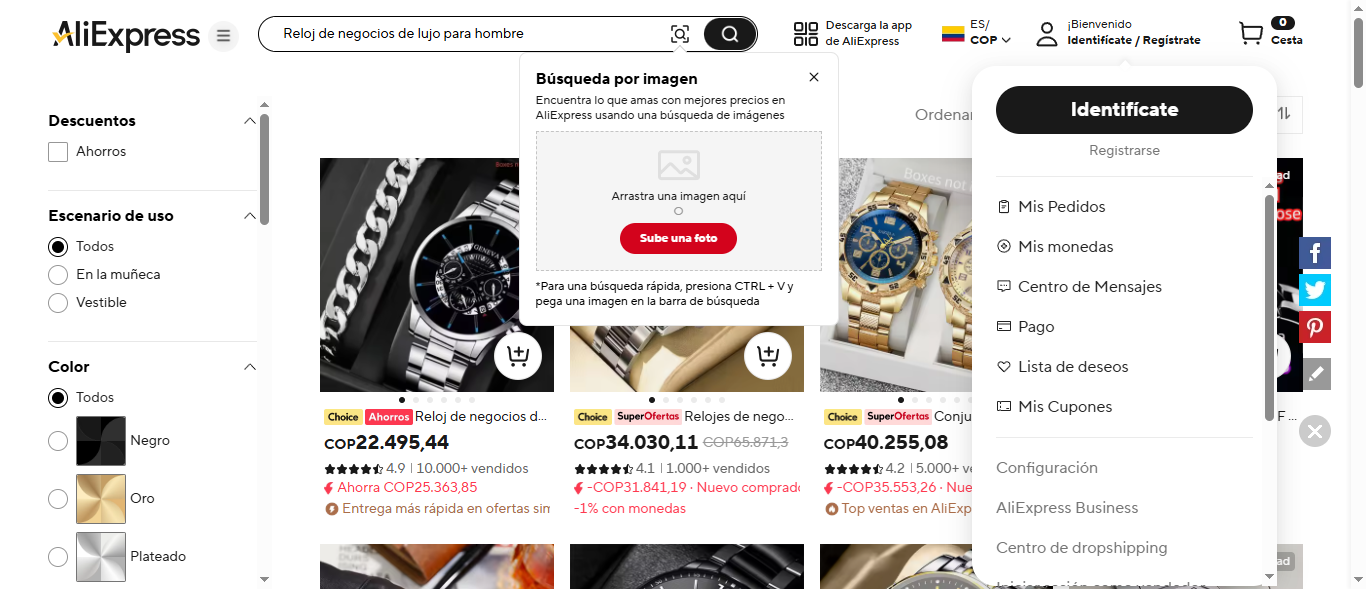 AliExpress
Reloj de negocios de lujo para hombre
Descarga la app
de AliExpress
ES/
COP
¡Bienvenido
Identifícate / Regístrate
0
Cesta
Búsqueda por imagen
Encuentra lo que amas con mejores precios en
AliExpress usando una búsqueda de imágenes
Arrastra una imagen aquí
O
Sube una foto
*Para una búsqueda rápida, presiona CTRL + V y
pega una imagen en la barra de búsqueda
Identifícate
Registrarse
Mis Pedidos
Mis monedas
Centro de Mensajes
Pago
Lista de deseos
Mis Cupones
Configuración
AliExpress Business
Centro de dropshipping
Descuentos
Ahorros
Escenario de uso
Todos
En la muñeca
Vestible
Color
Todos
Negro
Oro
Plateado
Ordenar
Boxes not
GENEVA
Choice Ahorros Reloj de negocios d...
COP22.495,44
4.9 | 10.000+ vendidos
Ahorra COP25.363,85
Entrega más rápida en ofertas sim
Choice SuperOfertas Relojes de nego...
COP34.030,11 COP65.871,3
4.1 | 1.000+ vendidos
-COP31.841,19 · Nuevo comprado
-1% con monedas
Choice SuperOfertas Conju
COP40.255,08
4.2 | 5.000+ ve
-COP35.553,26 · Nue
Top ventas en AliExp
ad
F ...
ad